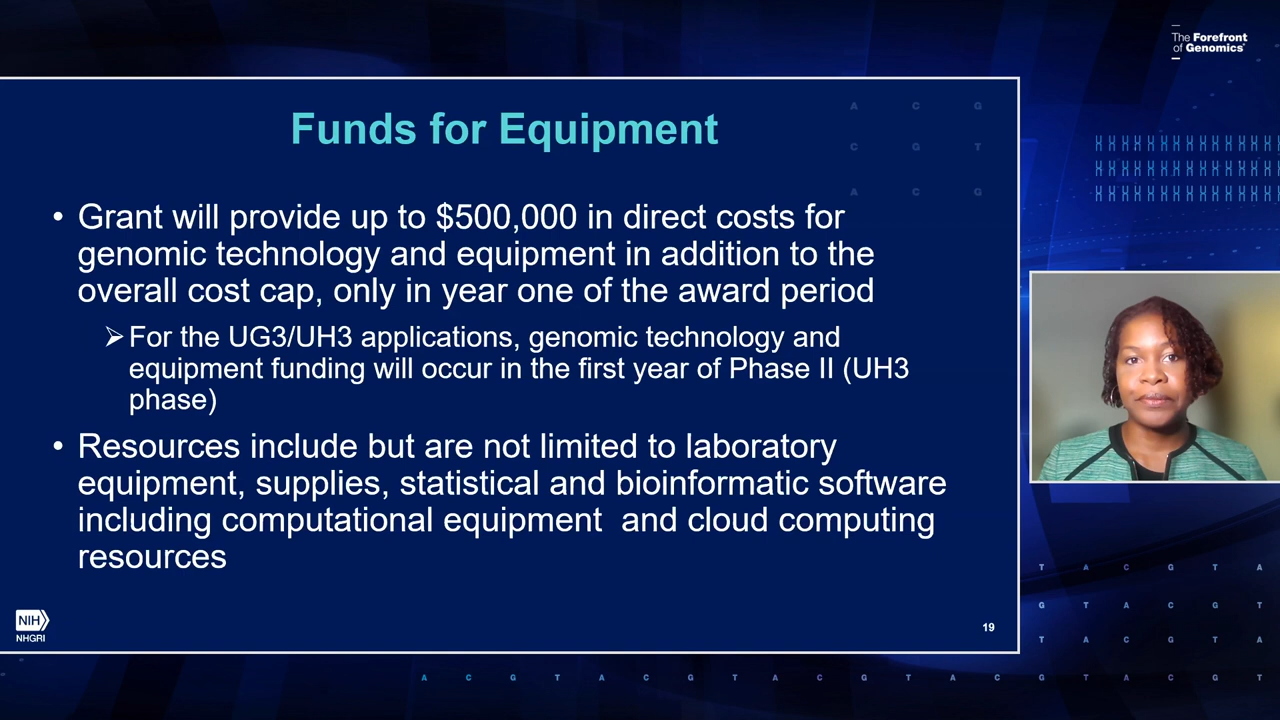 The Forefront
of Genomics®
Funds for Equipment
A C G
C G T
A C G
• Grant will provide up to $500,000 in direct costs for
genomic technology and equipment in addition to the
overall cost cap, only in year one of the award period
➢ For the UG3/UH3 applications, genomic technology and
equipment funding will occur in the first year of Phase II (UH3
phase)
• Resources include but are not limited to laboratory
equipment, supplies, statistical and bioinformatic software
including computational equipment  and cloud computing
resources
NIH
NHGRI
19
T A C G T A
G T A C G T
T A C G T A
A C G T A C G T A C G T A C G T A C G T